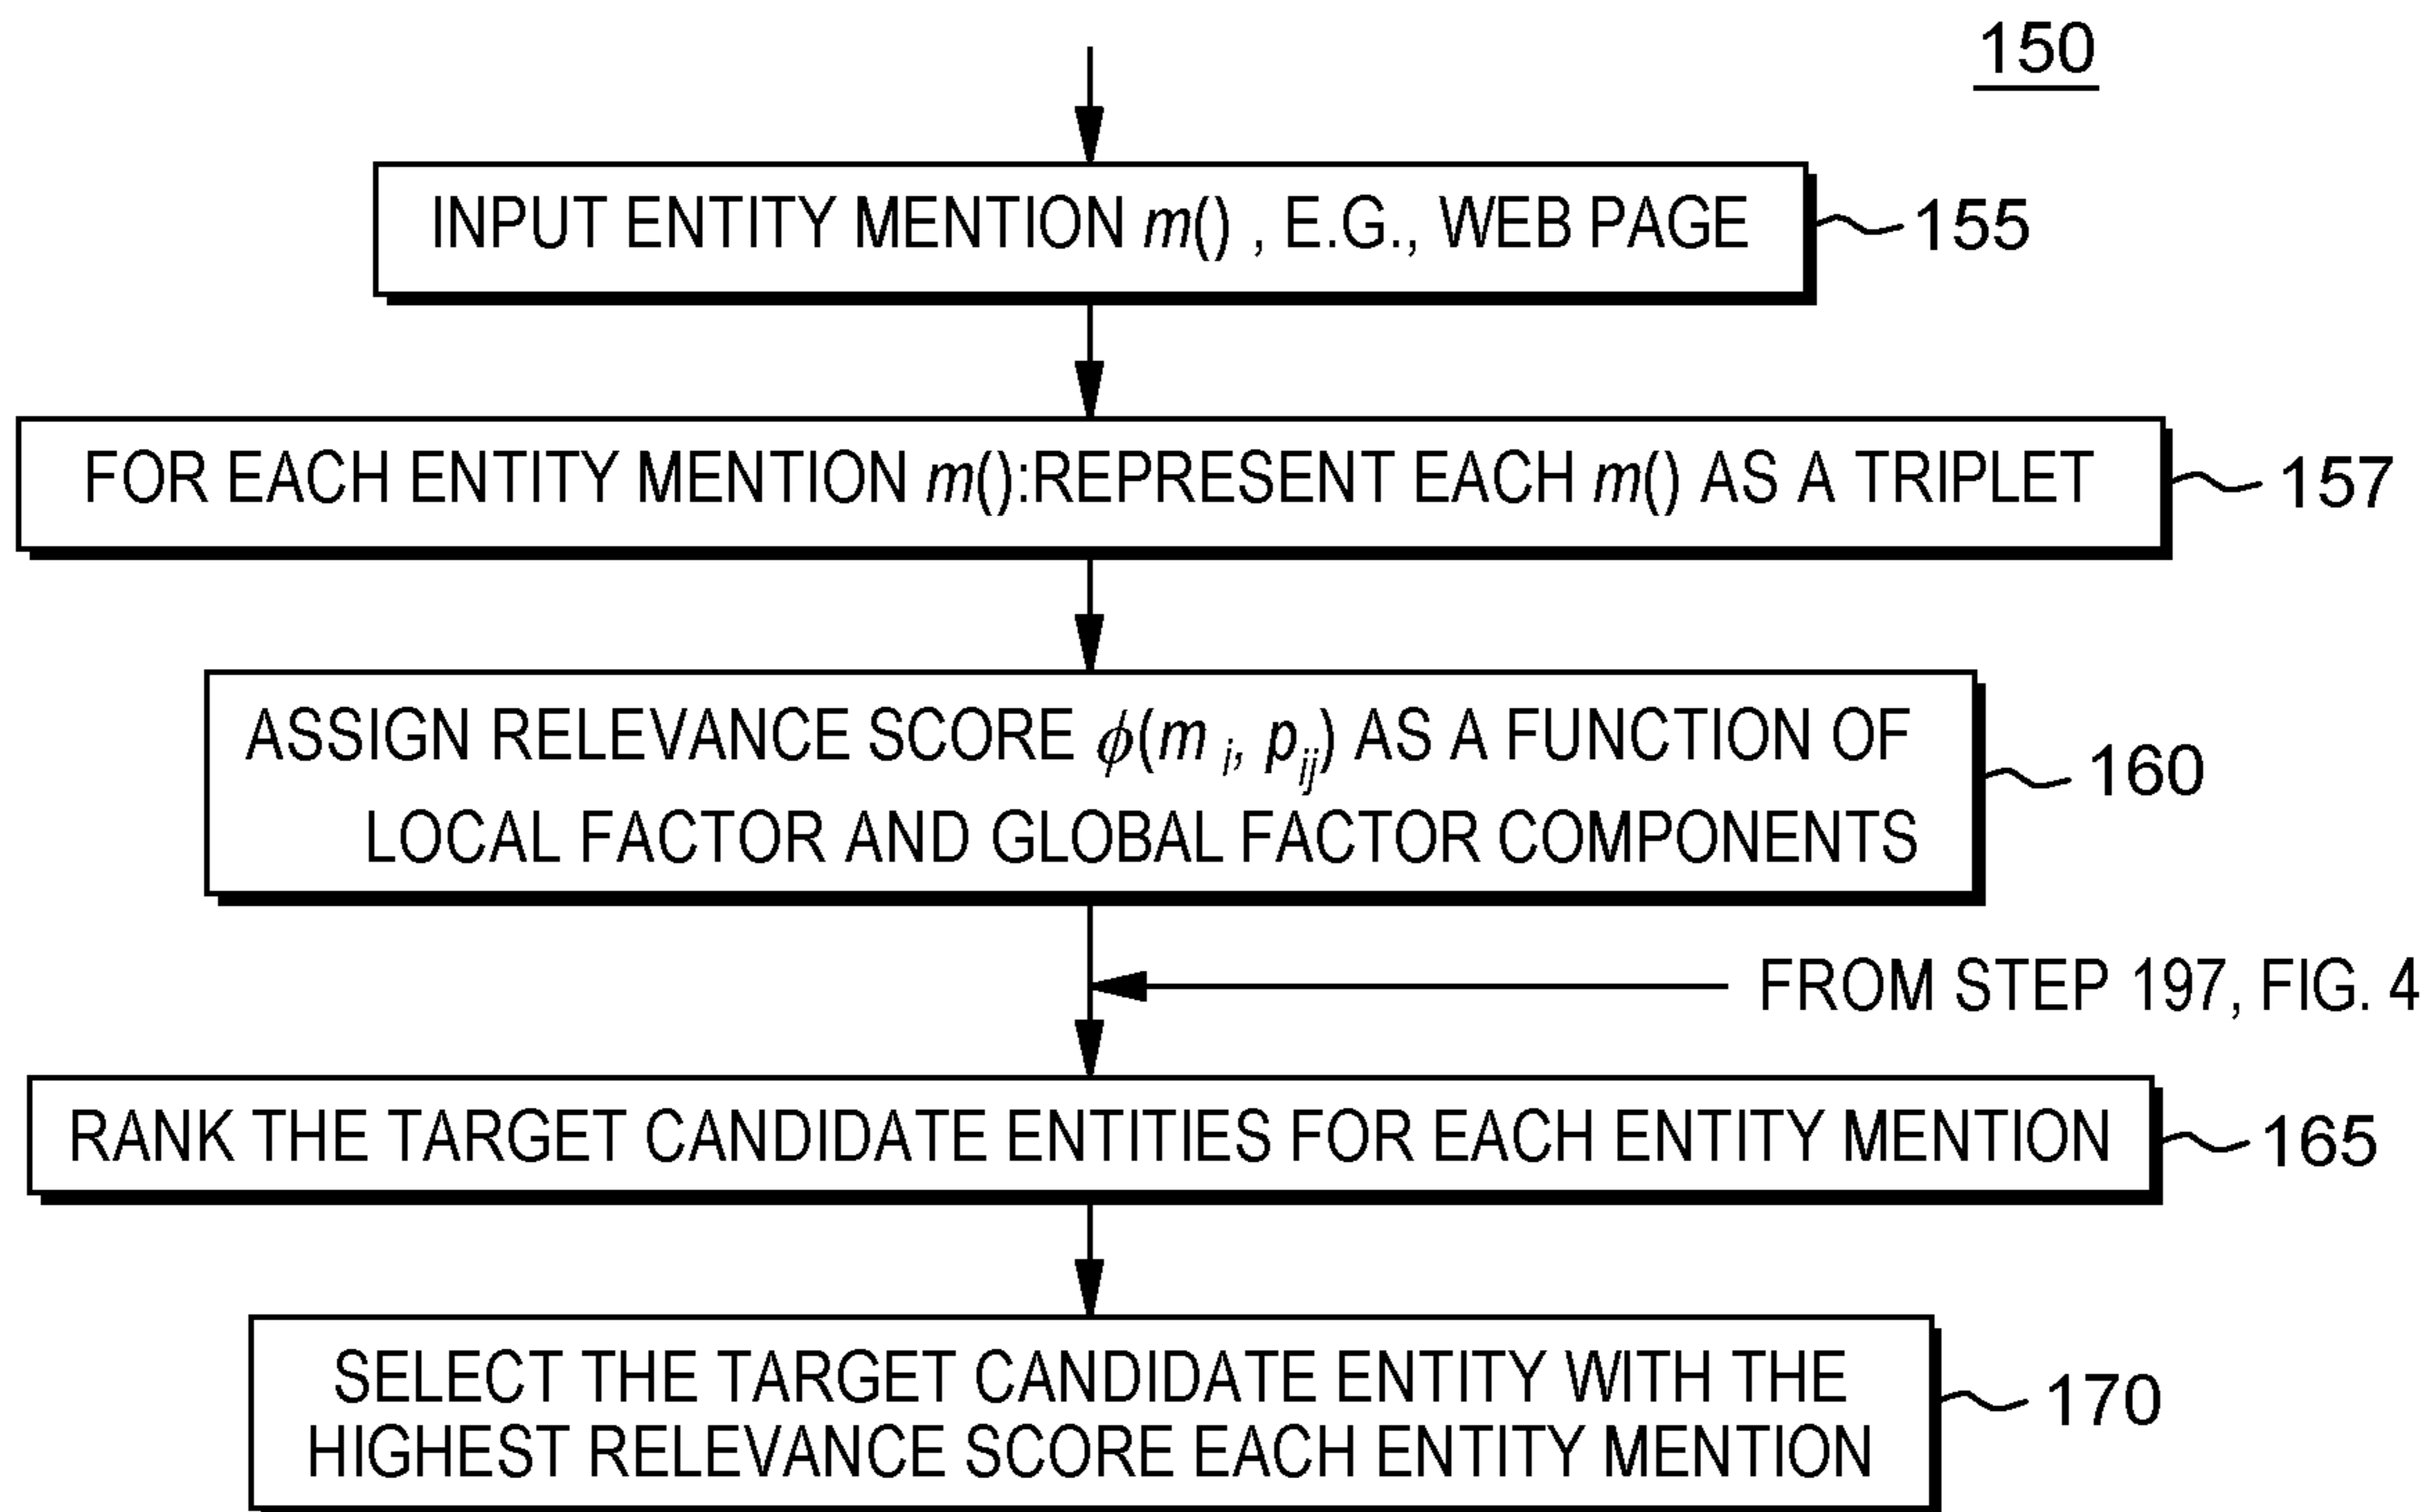 150
INPUT ENTITY MENTION m() , E.G., WEB PAGE
155
FOR EACH ENTITY MENTION m():REPRESENT EACH m() AS A TRIPLET
157
ASSIGN RELEVANCE SCORE ϕ(m i, p ij) AS A FUNCTION OF
LOCAL FACTOR AND GLOBAL FACTOR COMPONENTS
160
FROM STEP 197, FIG. 4
RANK THE TARGET CANDIDATE ENTITIES FOR EACH ENTITY MENTION
165
SELECT THE TARGET CANDIDATE ENTITY WITH THE
HIGHEST RELEVANCE SCORE EACH ENTITY MENTION
170